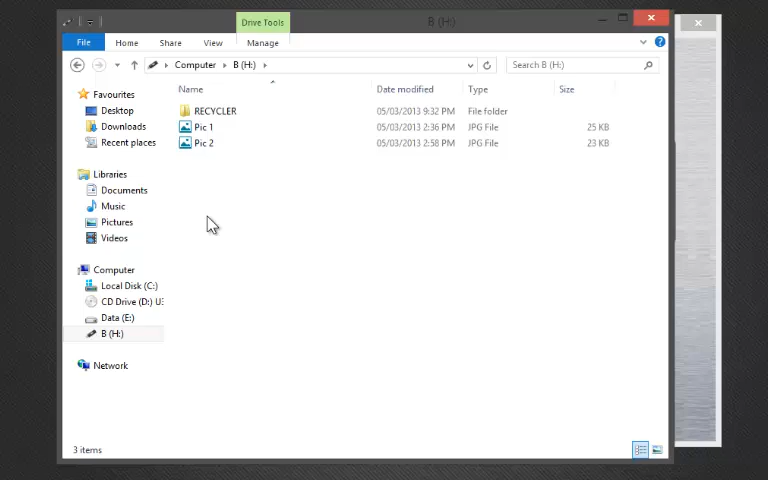 Drive Tools
B (H:)
File Home Share View Manage
Computer B (H:) Search B (H:)
Name Date modified Type Size
Favourites
Desktop
Downloads
Recent places
Libraries
Documents
Music
Pictures
Videos
Computer
Local Disk (C:)
CD Drive (D:) U3
Data (E:)
B (H:)
Network
RECYCLER 05/03/2013 9:32 PM File folder
Pic 1 05/03/2013 2:36 PM JPG File 25 KB
Pic 2 05/03/2013 2:58 PM JPG File 23 KB
3 items